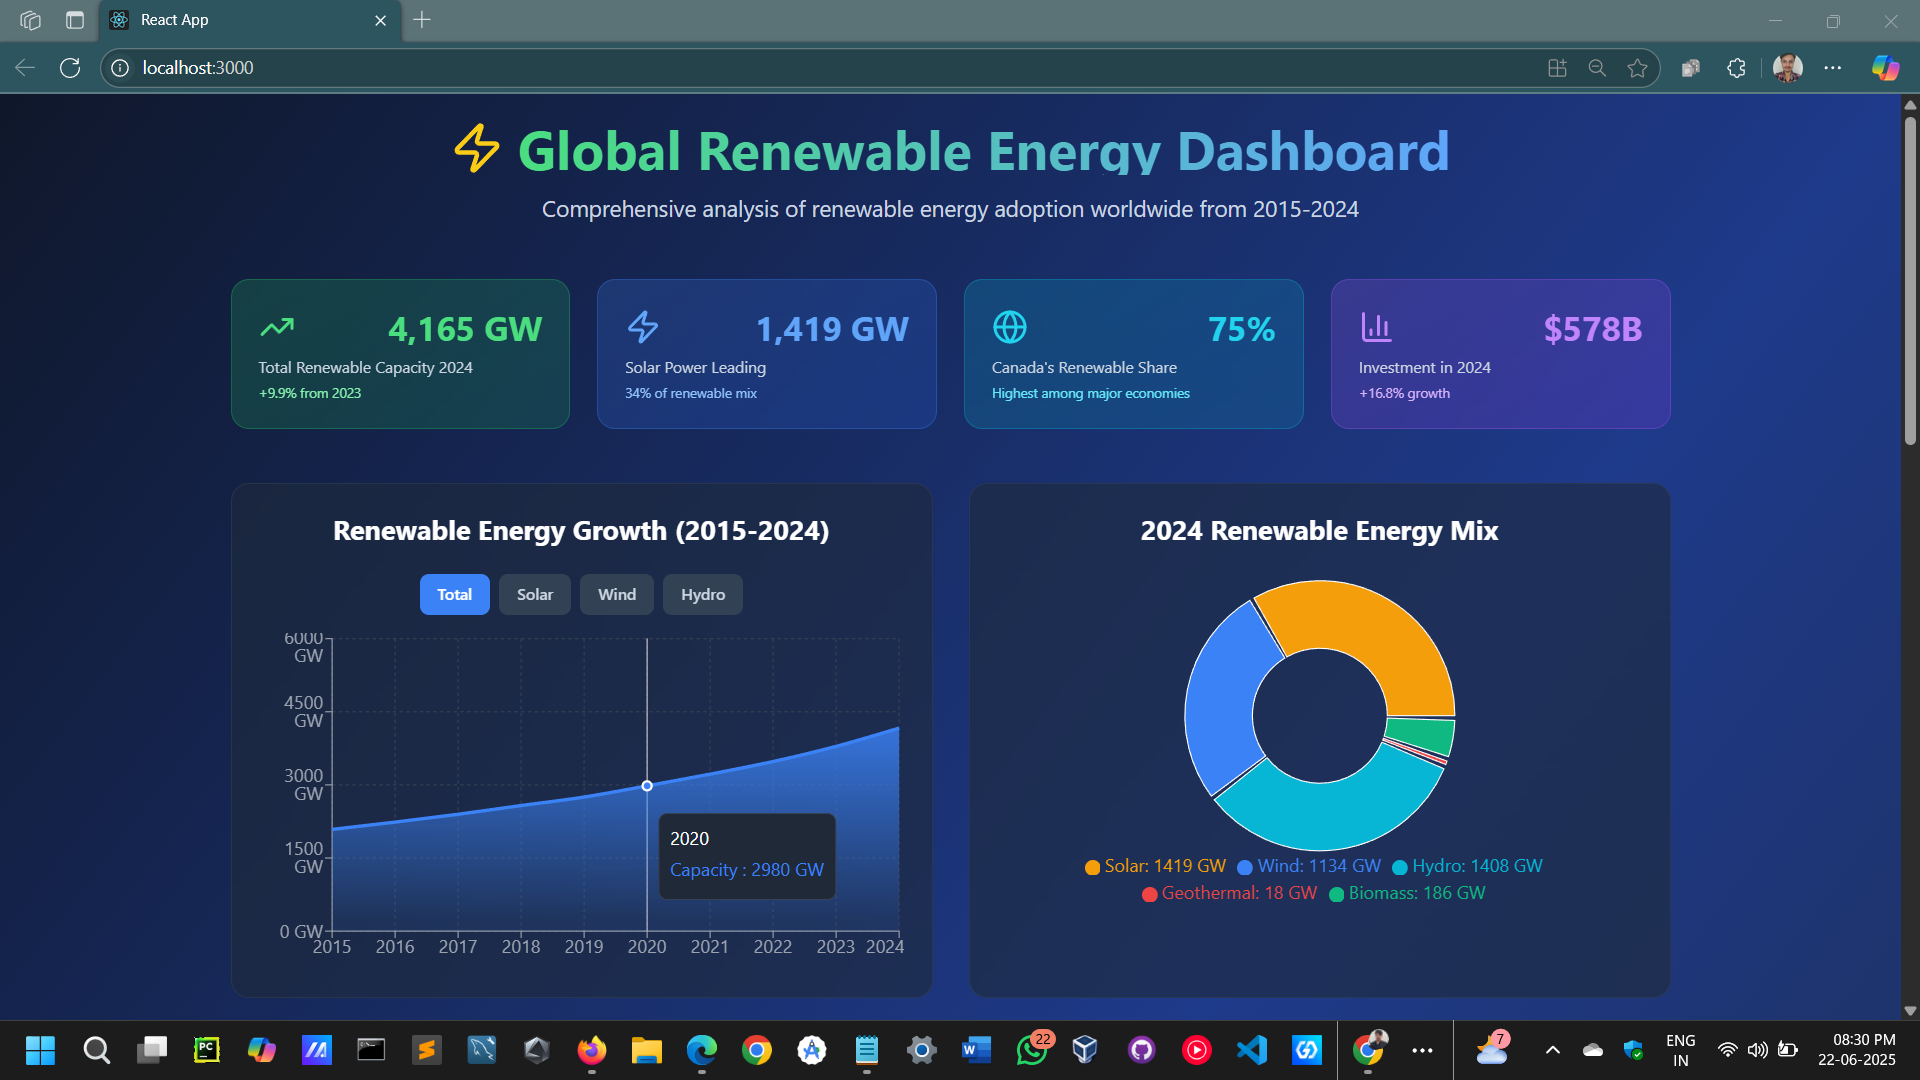 React App
localhost:3000
Global Renewable Energy Dashboard
Comprehensive analysis of renewable energy adoption worldwide from 2015-2024
4,165 GW
Total Renewable Capacity 2024
+9.9% from 2023
1,419 GW
Solar Power Leading
34% of renewable mix
75%
Canada's Renewable Share
Highest among major economies
$578B
Investment in 2024
+16.8% growth
Renewable Energy Growth (2015-2024)
Total Solar Wind Hydro
6000 GW
4500 GW
3000 GW
1500 GW
0 GW
2015 2016 2017 2018 2019 2020 2021 2022 2023 2024
2020
Capacity : 2980 GW
2024 Renewable Energy Mix
Solar: 1419 GW Wind: 1134 GW Hydro: 1408 GW
Geothermal: 18 GW Biomass: 186 GW
PC
W
22
7
ENG
IN
08:30 PM
22-06-2025